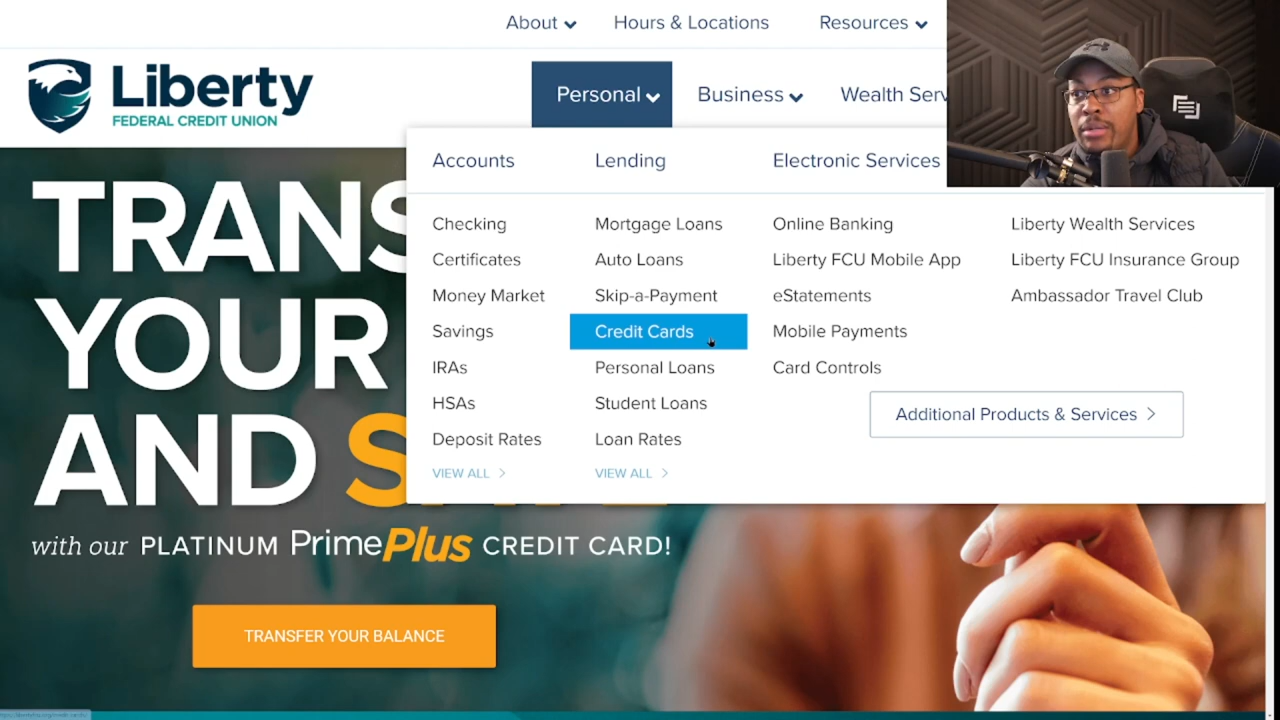 About
Hours & Locations
Resources
Liberty
FEDERAL CREDIT UNION
Personal
Business
Wealth Serv
Accounts
Lending
Electronic Services
Checking
Mortgage Loans
Online Banking
Liberty Wealth Services
Certificates
Auto Loans
Liberty FCU Mobile App
Liberty FCU Insurance Group
Money Market
Skip-a-Payment
eStatements
Ambassador Travel Club
Savings
Credit Cards
Mobile Payments
IRAs
Personal Loans
Card Controls
HSAs
Student Loans
Additional Products & Services
Deposit Rates
Loan Rates
VIEW ALL
VIEW ALL
TRANS
YOUR
AND S
with our PLATINUM PrimePlus CREDIT CARD!
TRANSFER YOUR BALANCE